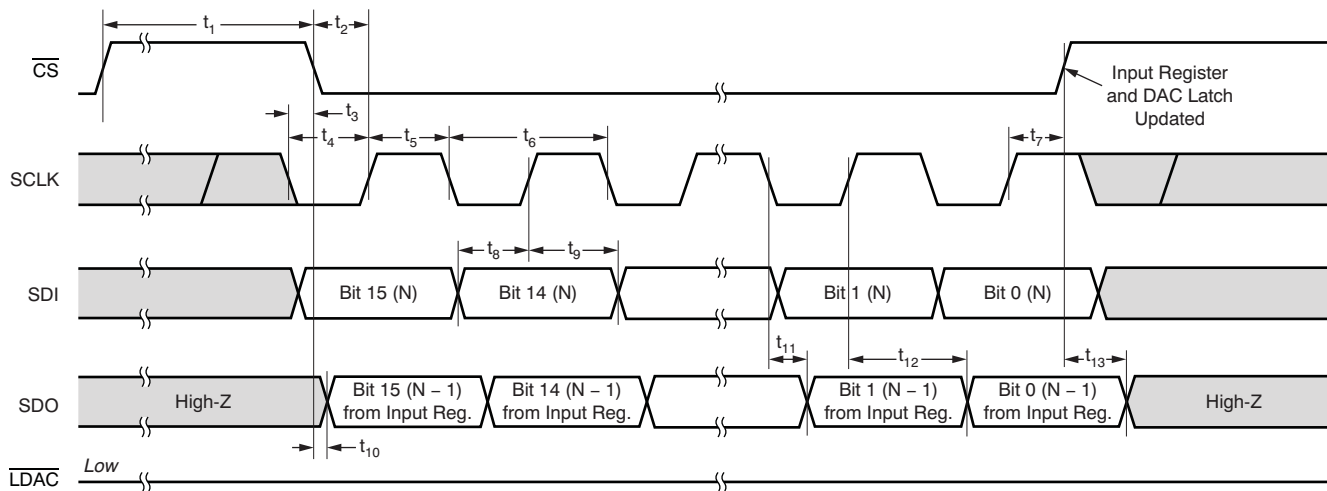 t1
t2
CS
Input Register
and DAC Latch
Updated
t3
t4
t5
t6
t7
SCLK
t8
t9
SDI
Bit 15 (N)
Bit 14 (N)
Bit 1 (N)
Bit 0 (N)
t11
t12
t13
SDO
High-Z
Bit 15 (N – 1)
from Input Reg.
Bit 14 (N – 1)
from Input Reg.
Bit 1 (N – 1)
from Input Reg.
Bit 0 (N – 1)
from Input Reg.
High-Z
t10
LDAC
Low